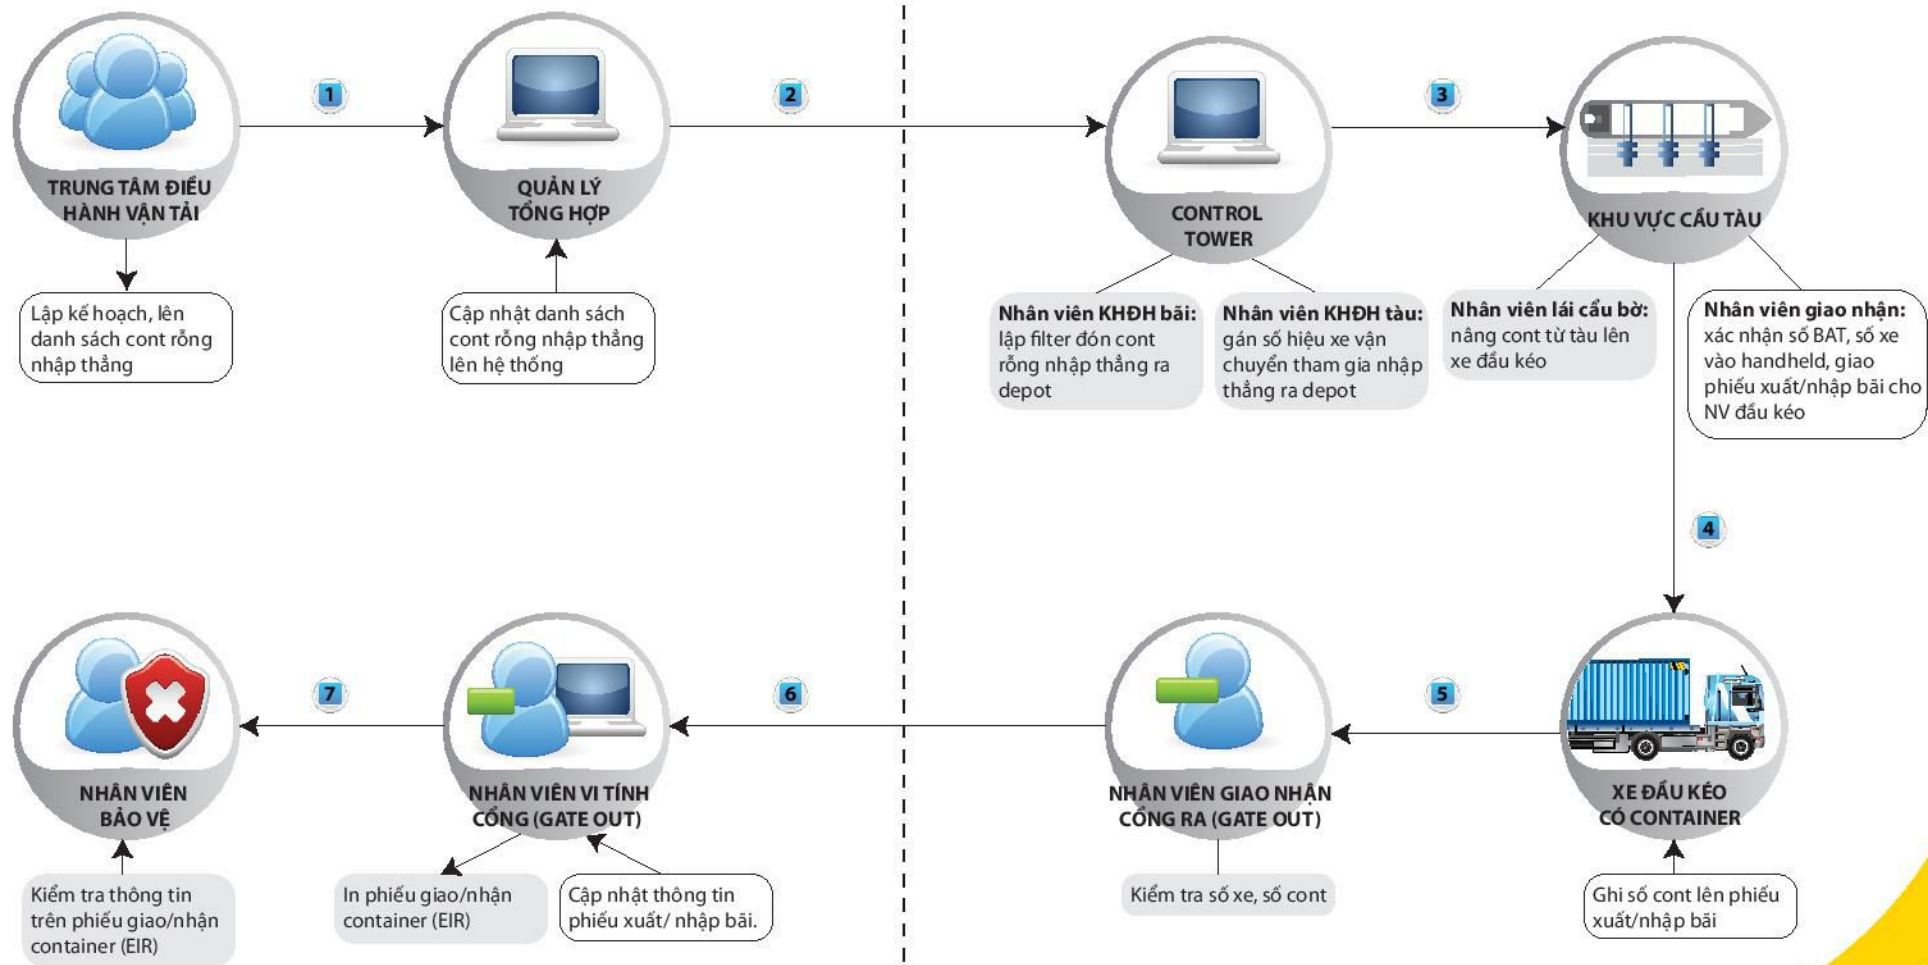 1
2
3
TRUNG TÂM ĐIỀU
HÀNH VẬN TẢI
QUẢN LÝ
TỔNG HỢP
CONTROL
TOWER
KHU VỰC CẦU TÀU
Lập kế hoạch, lên
danh sách cont rỗng
nhập thẳng
Cập nhật danh sách
cont rỗng nhập thẳng
lên hệ thống
Nhân viên KHĐH bãi:
lập filter đón cont
rỗng nhập thẳng ra
depot
Nhân viên KHĐH tàu:
gán số hiệu xe vận
chuyển tham gia nhập
thẳng ra depot
Nhân viên lái cẩu bờ:
nâng cont từ tàu lên
xe đầu kéo
Nhân viên giao nhận:
xác nhận số BAT, số xe
vào handheld, giao
phiếu xuất/nhập bãi cho
NV đầu kéo
4
7
6
5
NHÂN VIÊN
BẢO VỆ
NHÂN VIÊN VI TÍNH
CỔNG (GATE OUT)
NHÂN VIÊN GIAO NHẬN
CỔNG RA (GATE OUT)
XE ĐẦU KÉO
CÓ CONTAINER
Kiểm tra thông tin
trên phiếu giao/nhận
container (EIR)
In phiếu giao/nhận
container (EIR)
Cập nhật thông tin
phiếu xuất/ nhập bãi.
Kiểm tra số xe, số cont
Ghi số cont lên phiếu
xuất/nhập bãi